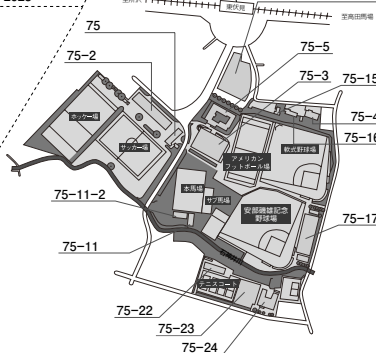 東伏見
至高田馬場
75
75-2
75-5
75-3
75-15
75-16
ホッケー場
サッカー場
アメリカン
フットボール場
軟式野球場
本馬場
サブ馬場
安部磯雄記念
野球場
75-11-2
75-11
75-17
テニスコート
75-22
75-23
75-24